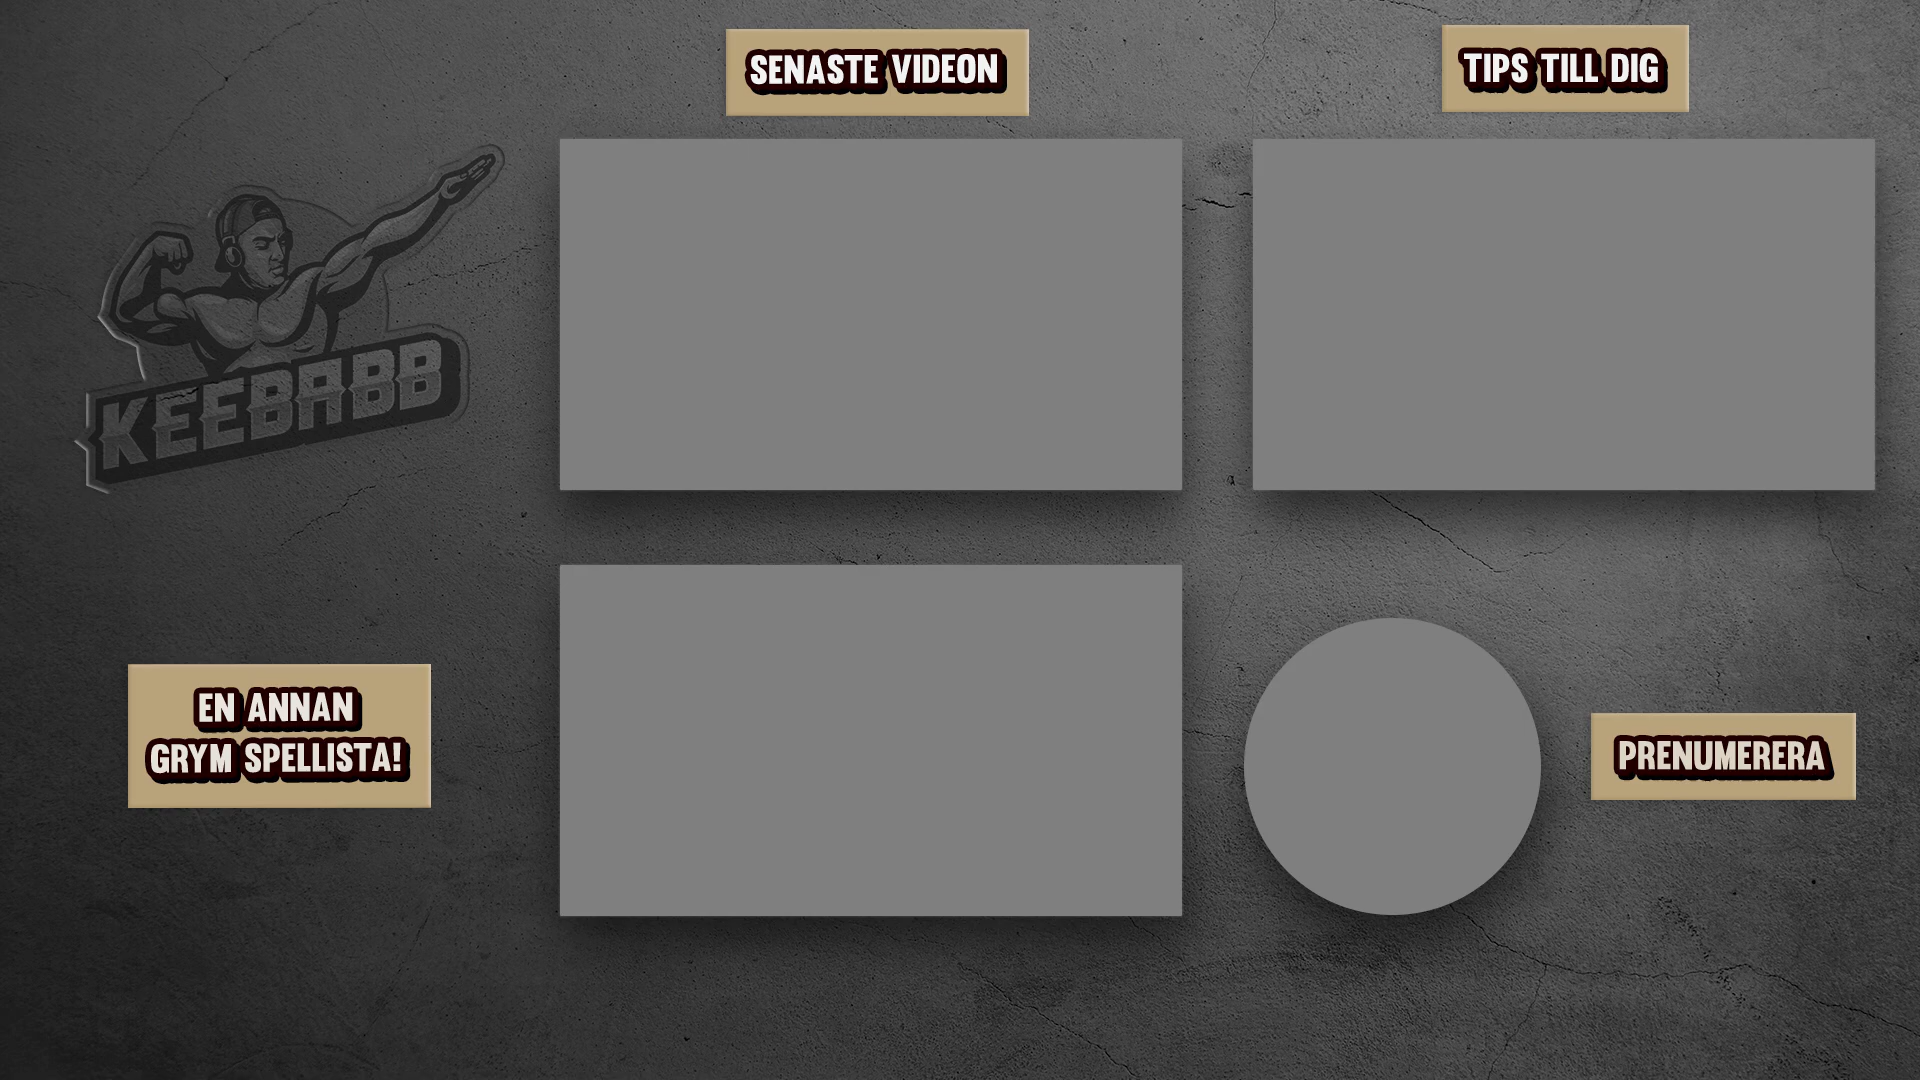 SENASTE VIDEON
TIPS TILL DIG
KEEBABB
EN ANNAN
GRYM SPELLISTA!
PRENUMERERA